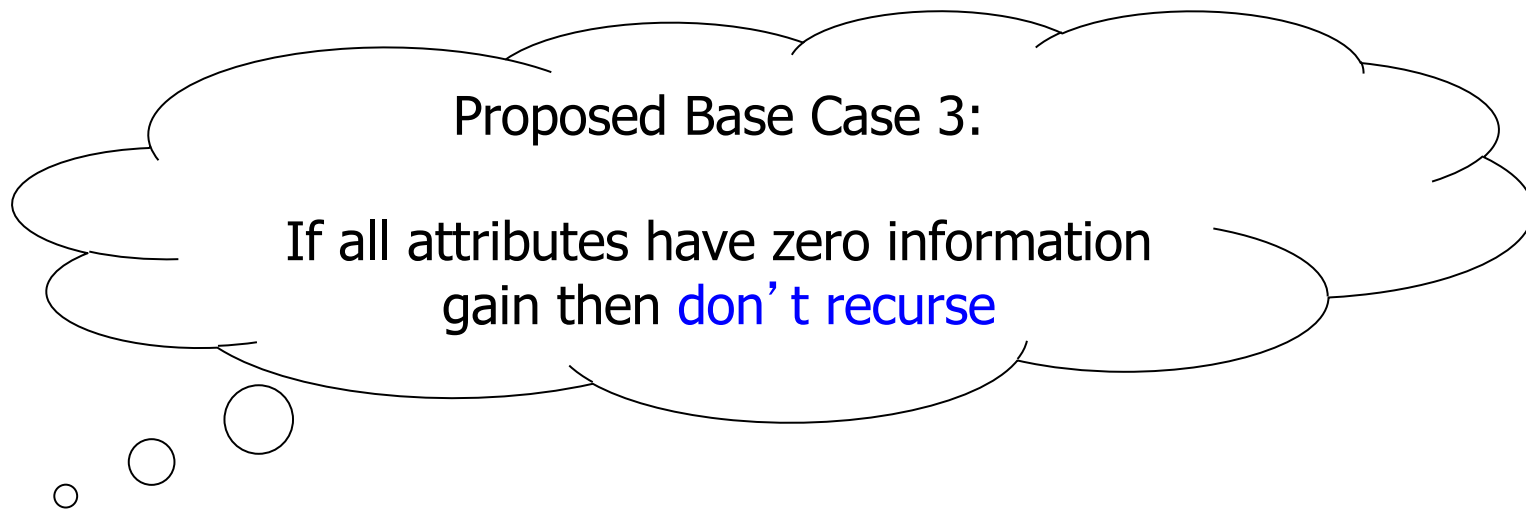 Proposed Base Case 3:
If all attributes have zero information
gain then don’t recurse